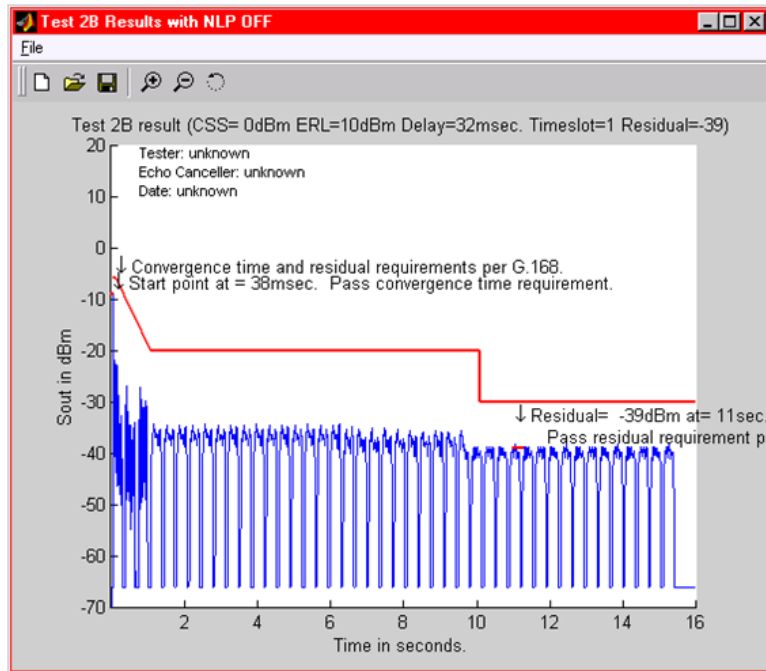 Test 2B Results with NLP OFF
File
Test 2B result (CSS= 0dBm ERL=10dBm Delay=32msec. Timeslot=1 Residual=-39)
Tester: unknown
Echo Canceller: unknown
Date: unknown
Convergence time and residual requirements per G.168.
Start point at = 38msec.  Pass convergence time requirement.
Residual=  -39dBm at= 11sec.
Pass residual requirement p
Sout in dBm
20
10
0
-10
-20
-30
-40
-50
-60
-70
2 4 6 8 10 12 14 16
Time in seconds.